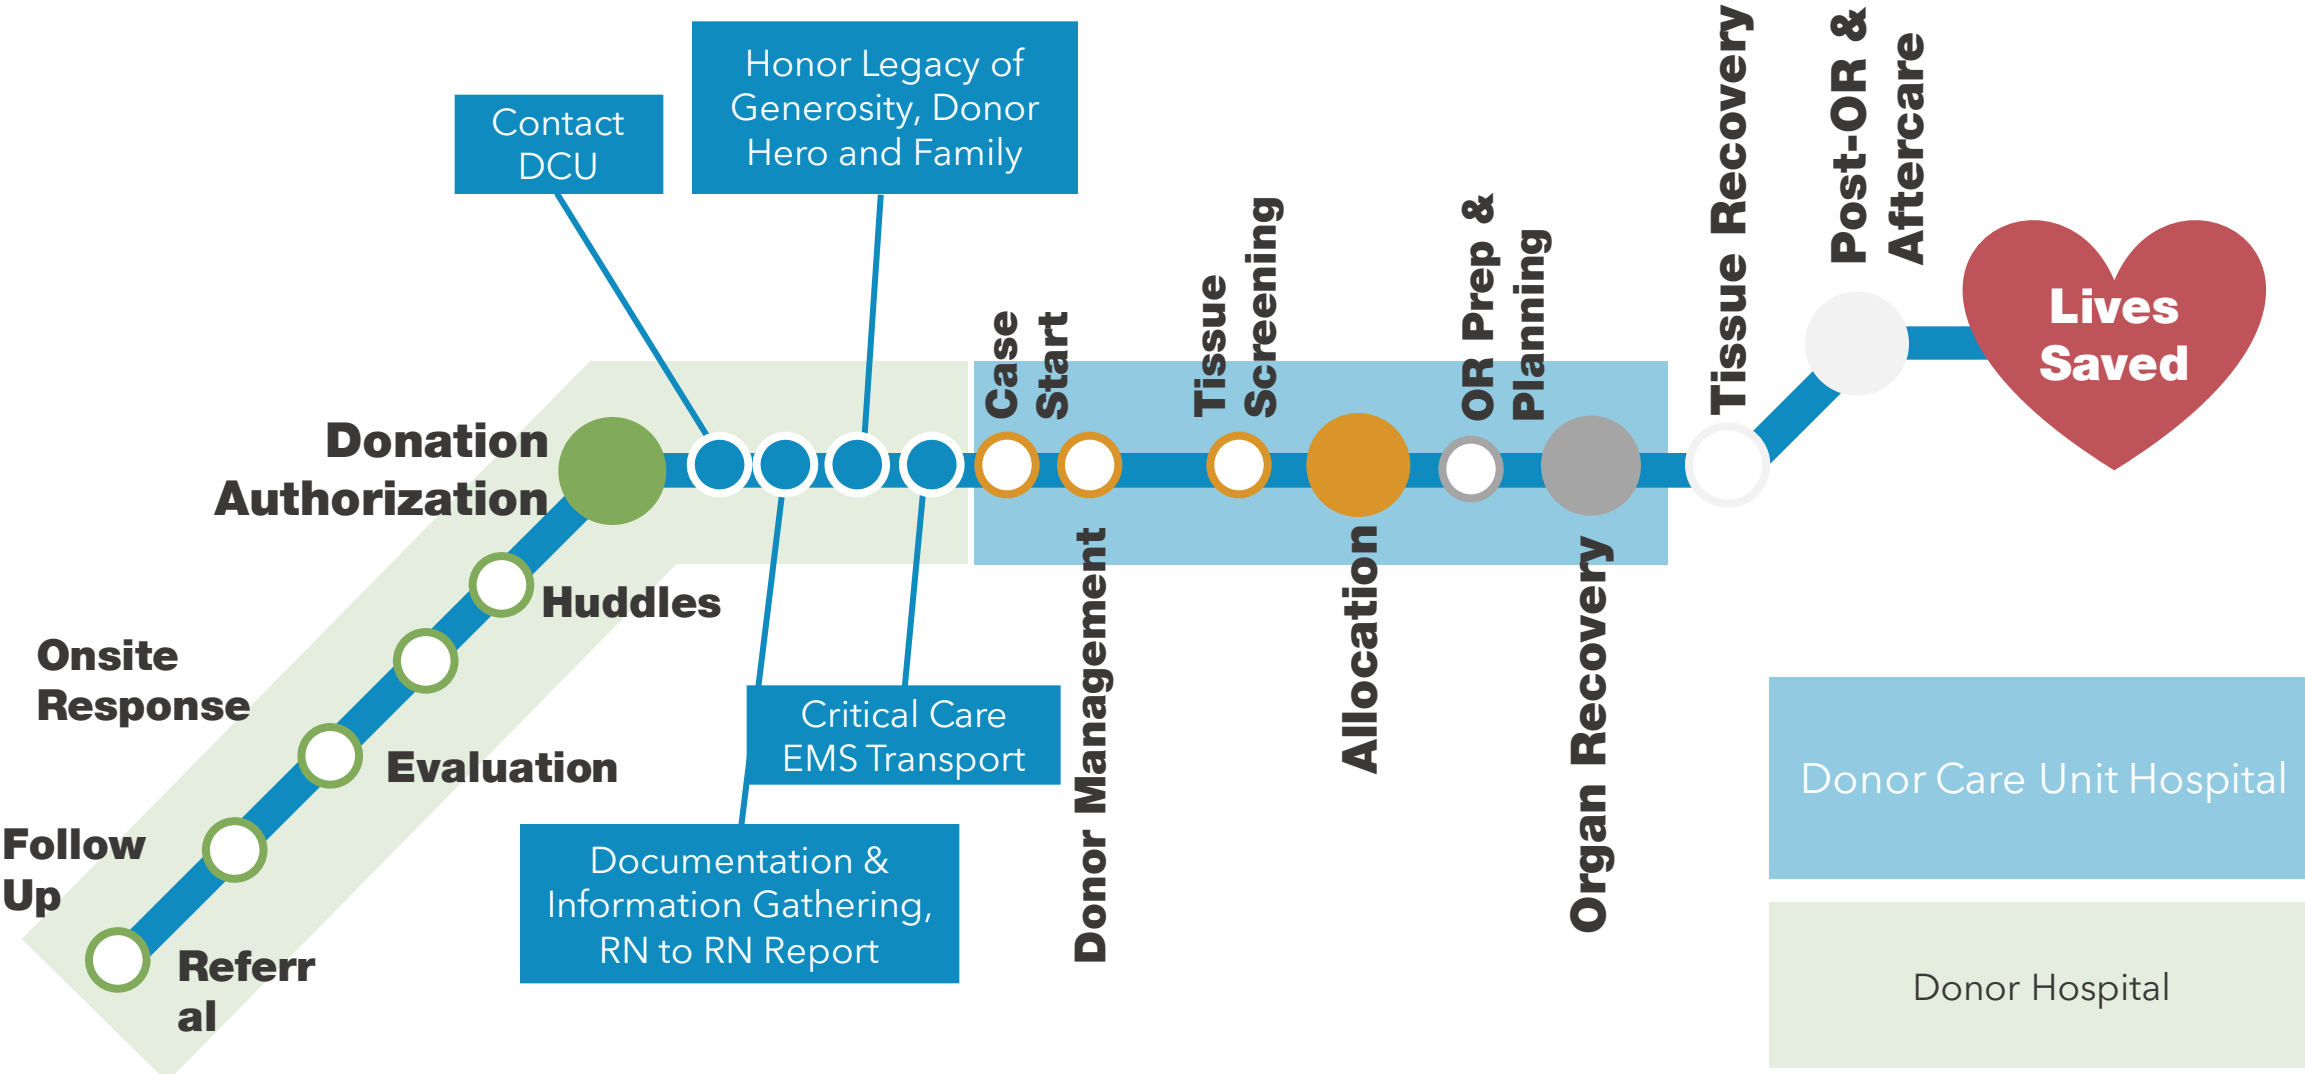 Contact
DCU
Honor Legacy of
Generosity, Donor
Hero and Family
Donation
Authorization
Huddles
Onsite
Response
Evaluation
Follow
Up
Referr
al
Critical Care
EMS Transport
Documentation &
Information Gathering,
RN to RN Report
Case
Start
Donor Management
Tissue
Screening
Allocation
OR Prep &
Planning
Organ Recovery
Tissue Recovery
Post-OR &
Aftercare
Lives
Saved
Donor Care Unit Hospital
Donor Hospital